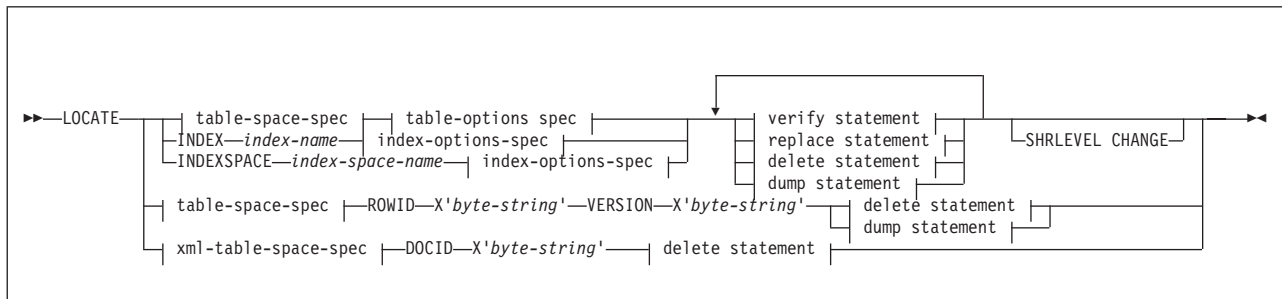 LOCATE table-space-spec table-options spec verify statement
INDEX index-name index-options-spec replace statement SHRLEVEL CHANGE
INDEXSPACE index-space-name index-options-spec delete statement
dump statement
table-space-spec ROWID X'byte-string' VERSION X'byte-string' delete statement
dump statement
xml-table-space-spec DOCID X'byte-string' delete statement